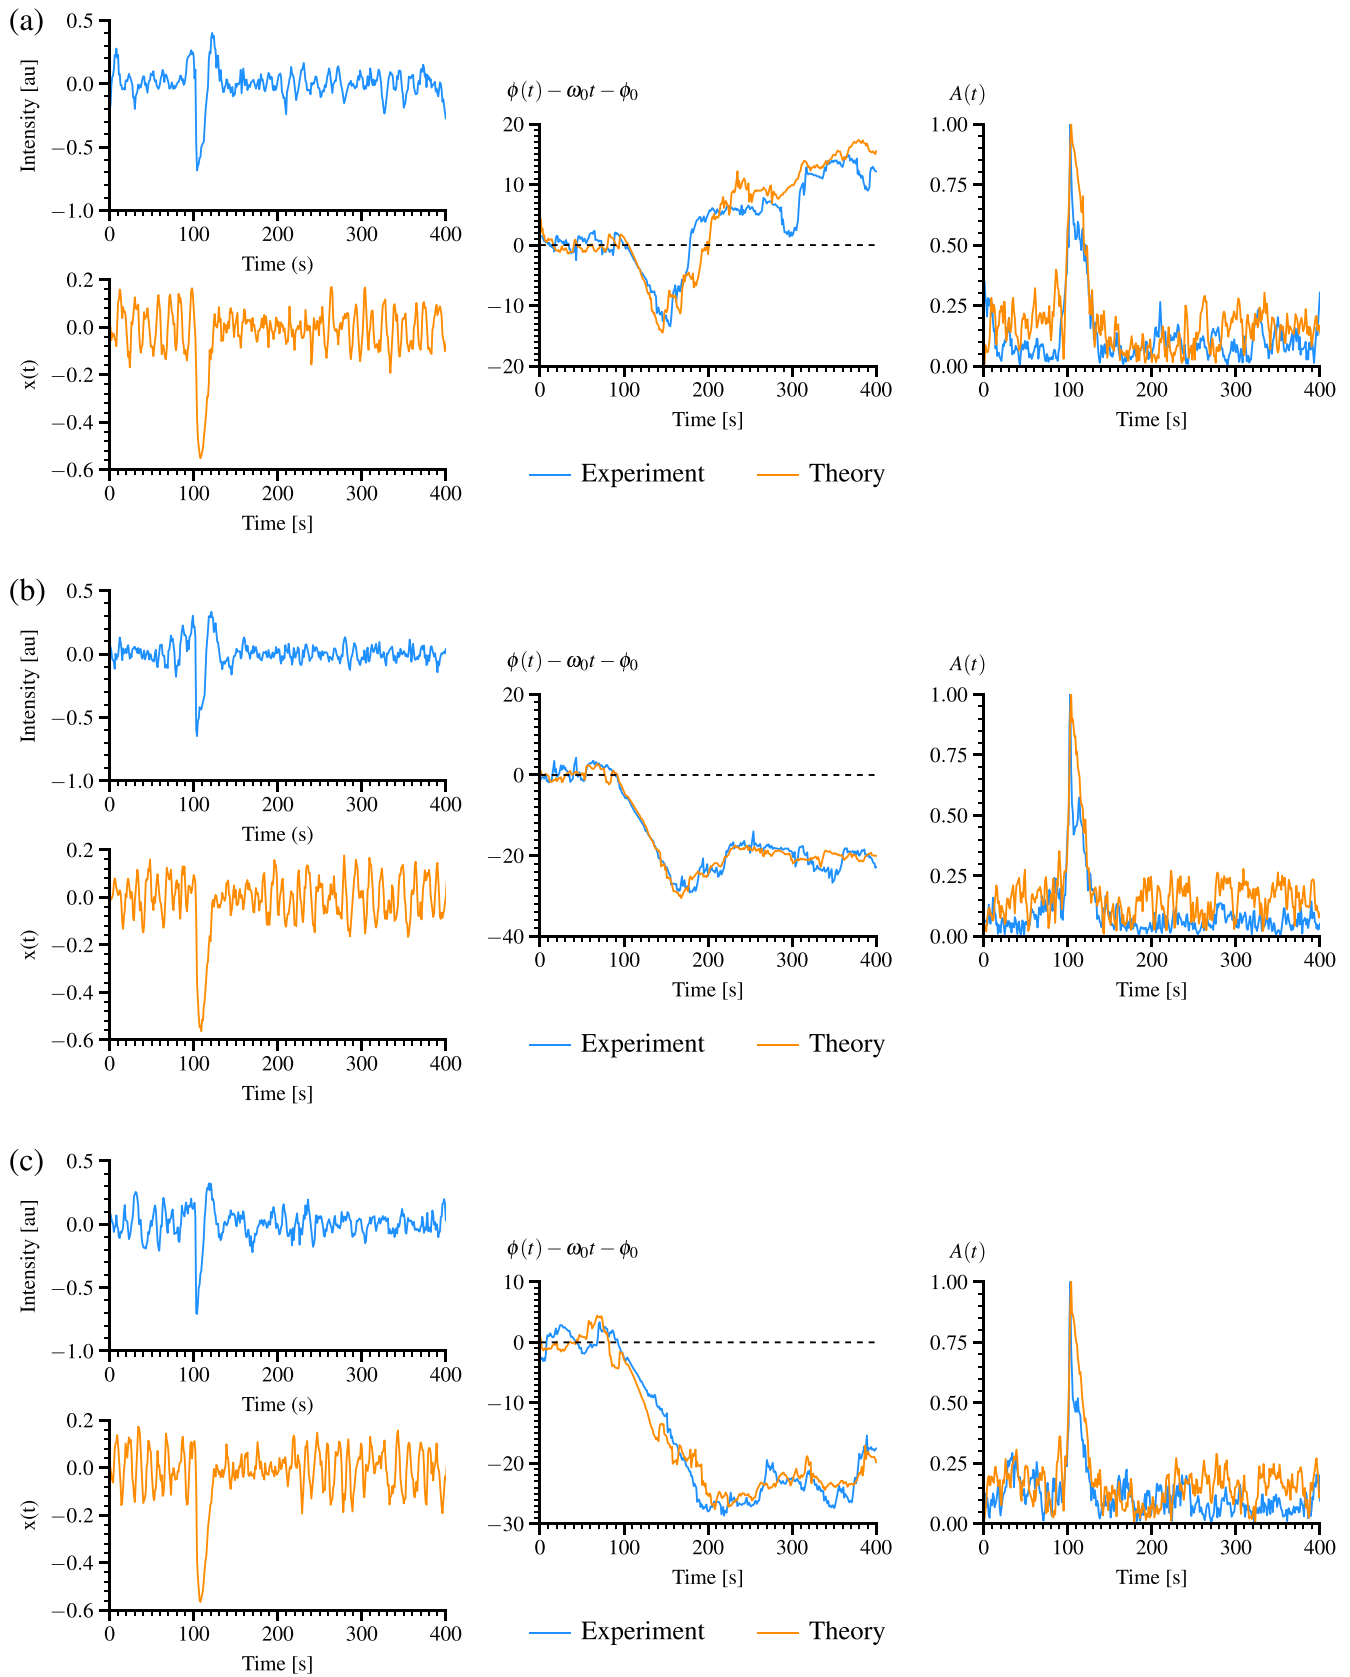 (a)
0.5
0.0
−0.5
−1.0
Intensity [au]
0 100 200 300 400
Time (s)
0.2
0.0
−0.2
−0.4
−0.6
x(t)
0 100 200 300 400
Time [s]
ϕ(t) − ω₀t − ϕ₀
20
10
0
−10
−20
0 100 200 300 400
Time [s]
A(t)
1.00
0.75
0.50
0.25
0.00
0 100 200 300 400
Time [s]
Experiment Theory
(b)
0.5
0.0
−0.5
−1.0
Intensity [au]
0 100 200 300 400
Time (s)
0.2
0.0
−0.2
−0.4
−0.6
x(t)
0 100 200 300 400
Time [s]
ϕ(t) − ω₀t − ϕ₀
20
0
−20
−40
0 100 200 300 400
Time [s]
A(t)
1.00
0.75
0.50
0.25
0.00
0 100 200 300 400
Time [s]
Experiment Theory
(c)
0.5
0.0
−0.5
−1.0
Intensity [au]
0 100 200 300 400
Time (s)
0.2
0.0
−0.2
−0.4
−0.6
x(t)
0 100 200 300 400
Time [s]
ϕ(t) − ω₀t − ϕ₀
10
0
−10
−20
−30
0 100 200 300 400
Time [s]
A(t)
1.00
0.75
0.50
0.25
0.00
0 100 200 300 400
Time [s]
Experiment Theory